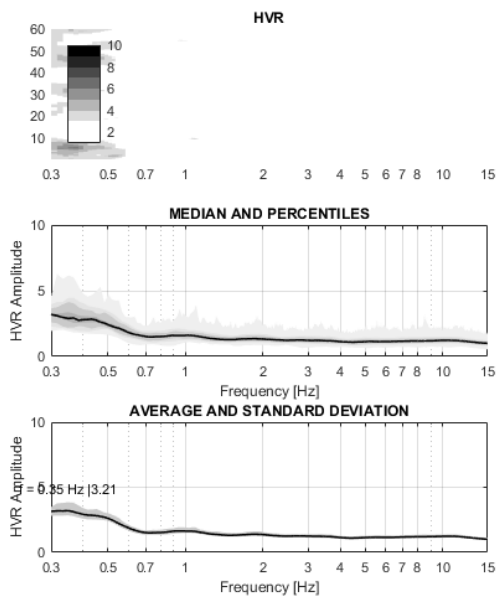 HVR
60
50
40
30
20
10
10
8
6
4
2
0.3 0.5 0.7 1 2 3 4 5 6 7 8 10 15
MEDIAN AND PERCENTILES
HVR Amplitude
10
5
0
0.3 0.5 0.7 1 2 3 4 5 6 7 8 10 15
Frequency [Hz]
AVERAGE AND STANDARD DEVIATION
HVR Amplitude
10
5
0
f = 0.35 Hz |3.21
0.3 0.5 0.7 1 2 3 4 5 6 7 8 10 15
Frequency [Hz]